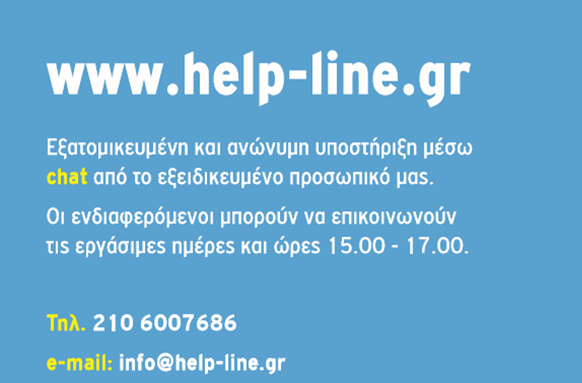 www.help-line.gr
Εξατομικευμένη και ανώνυμη υποστήριξη μέσω
chat από το εξειδικευμένο προσωπικό μας.
Οι ενδιαφερόμενοι μπορούν να επικοινωνούν
τις εργάσιμες ημέρες και ώρες 15.00 - 17.00.
Τηλ. 210 6007686
e-mail: info@help-line.gr